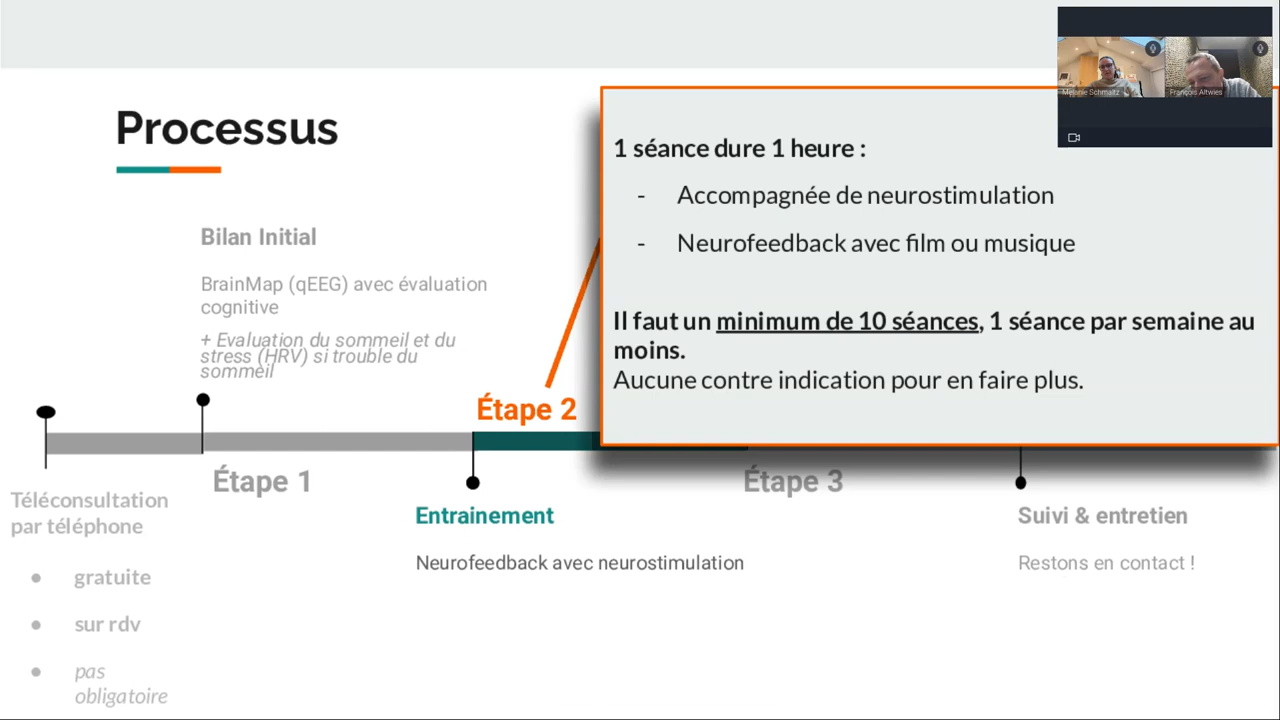 Processus
Melanie Schmaltz
François Altwies
1 séance dure 1 heure :
- Accompagnée de neurostimulation
- Neurofeedback avec film ou musique
Il faut un minimum de 10 séances, 1 séance par semaine au
moins.
Aucune contre indication pour en faire plus.
Bilan Initial
BrainMap (qEEG) avec évaluation
cognitive
+ Evaluation du sommeil et du
stress (HRV) si trouble du
sommeil
Étape 2
Étape 1
Étape 3
Téléconsultation
par téléphone
● gratuite
● sur rdv
● pas
obligatoire
Entrainement
Neurofeedback avec neurostimulation
Suivi & entretien
Restons en contact !